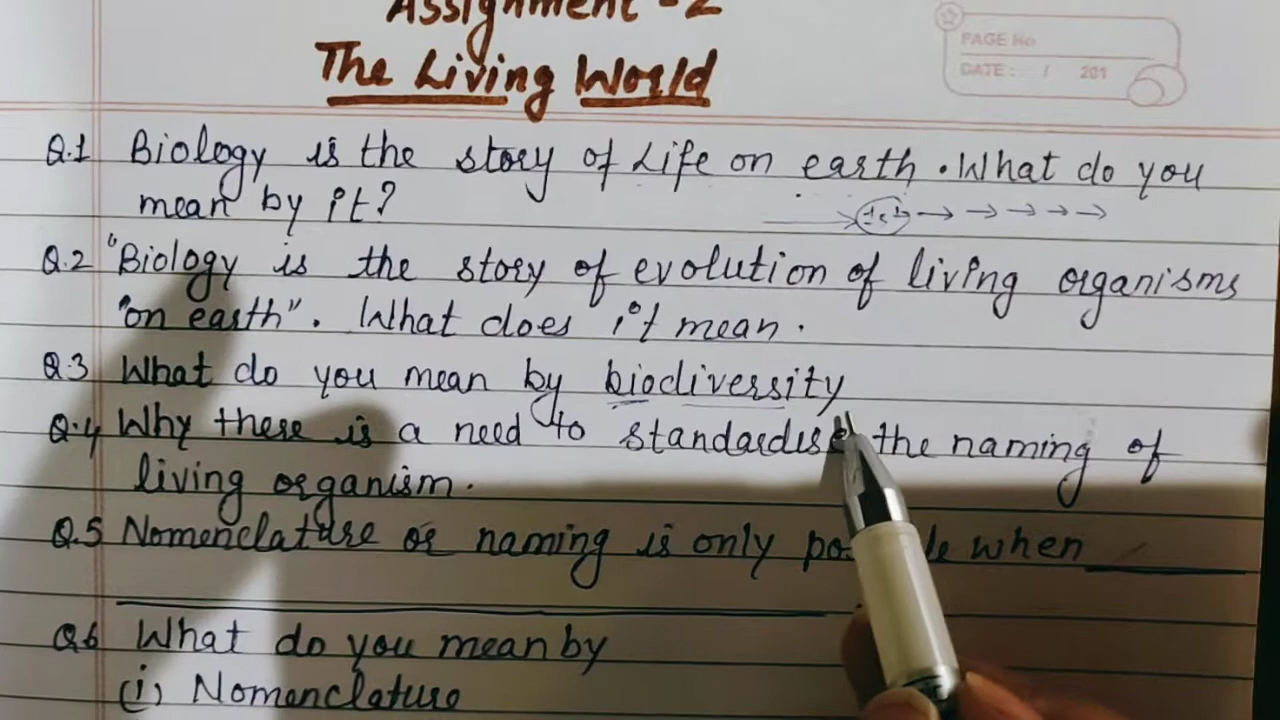 Assignment - 2
The Living World
PAGE No
DATE : / 201
Q.1 Biology is the story of Life on earth. What do you
mean by it?
Q.2 "Biology is the story of evolution of living organisms
"on earth". What does it mean.
Q.3 What do you mean by biodiversity
Q.4 Why there is a need to standardise the naming of
living organism.
Q.5 Nomenclature or naming is only when
Q.6 What do you mean by
(i) Nomenclature